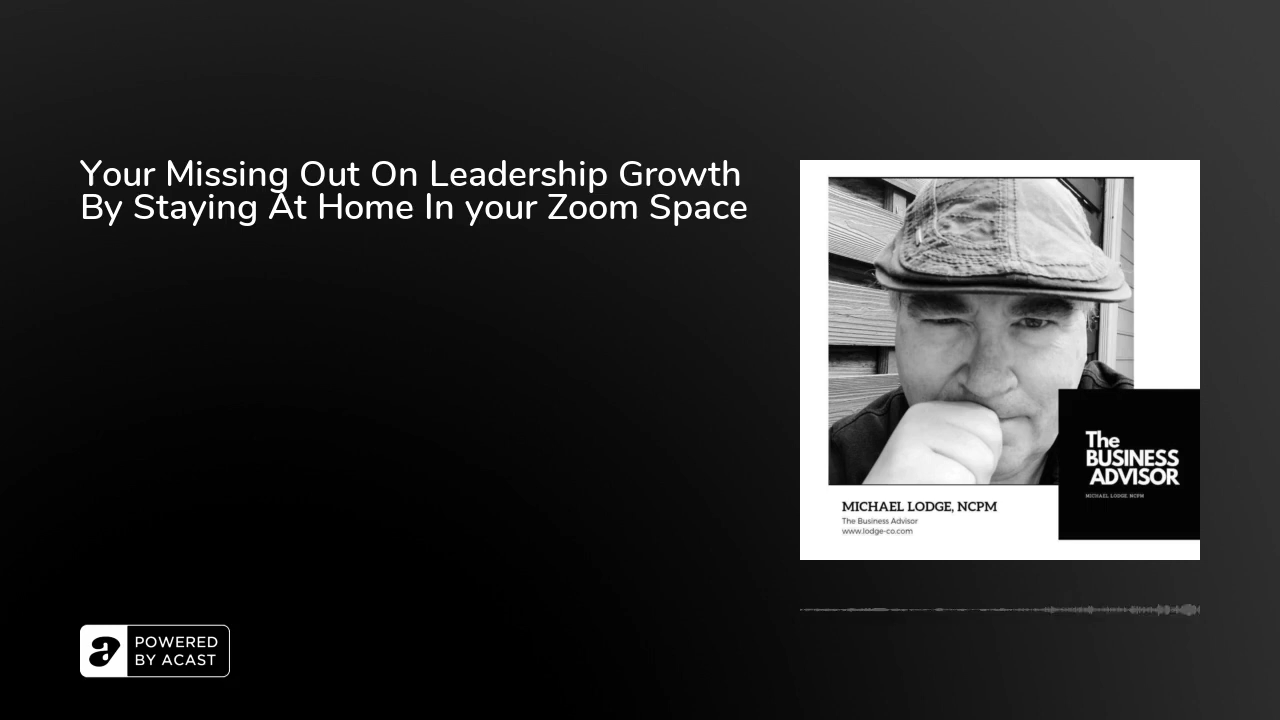 Your Missing Out On Leadership Growth
By Staying At Home In your Zoom Space
The
BUSINESS
ADVISOR
MICHAEL LODGE, NCPM
MICHAEL LODGE, NCPM
The Business Advisor
www.lodge-co.com
POWERED
BY ACAST